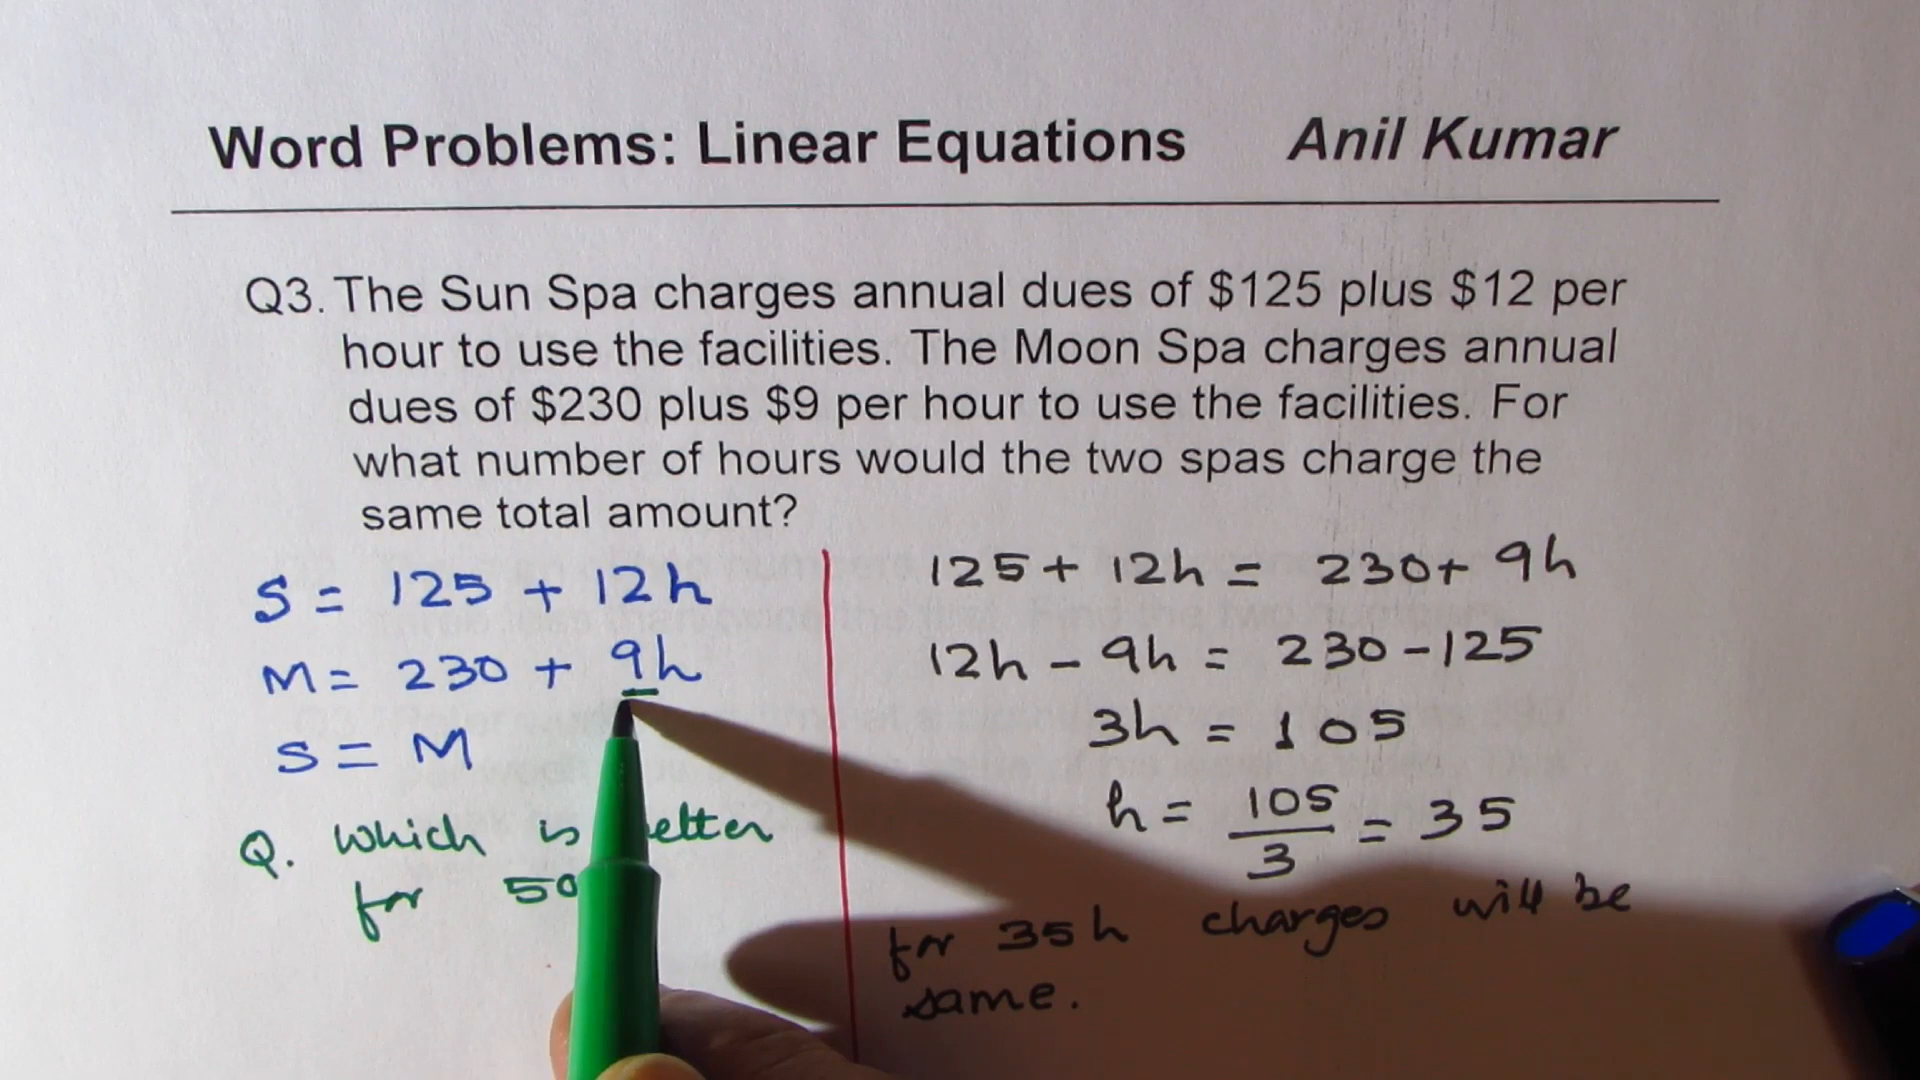 Word Problems: Linear Equations Anil Kumar
Q3. The Sun Spa charges annual dues of $125 plus $12 per
hour to use the facilities. The Moon Spa charges annual
dues of $230 plus $9 per hour to use the facilities. For
what number of hours would the two spas charge the
same total amount?
S = 125 + 12h
M = 230 + 9h
S = M
Q. Which is
for 50
125 + 12h = 230 + 9h
12h - 9h = 230 - 125
3h = 105
h = 105/3 = 35
for 35h charges will be
same.